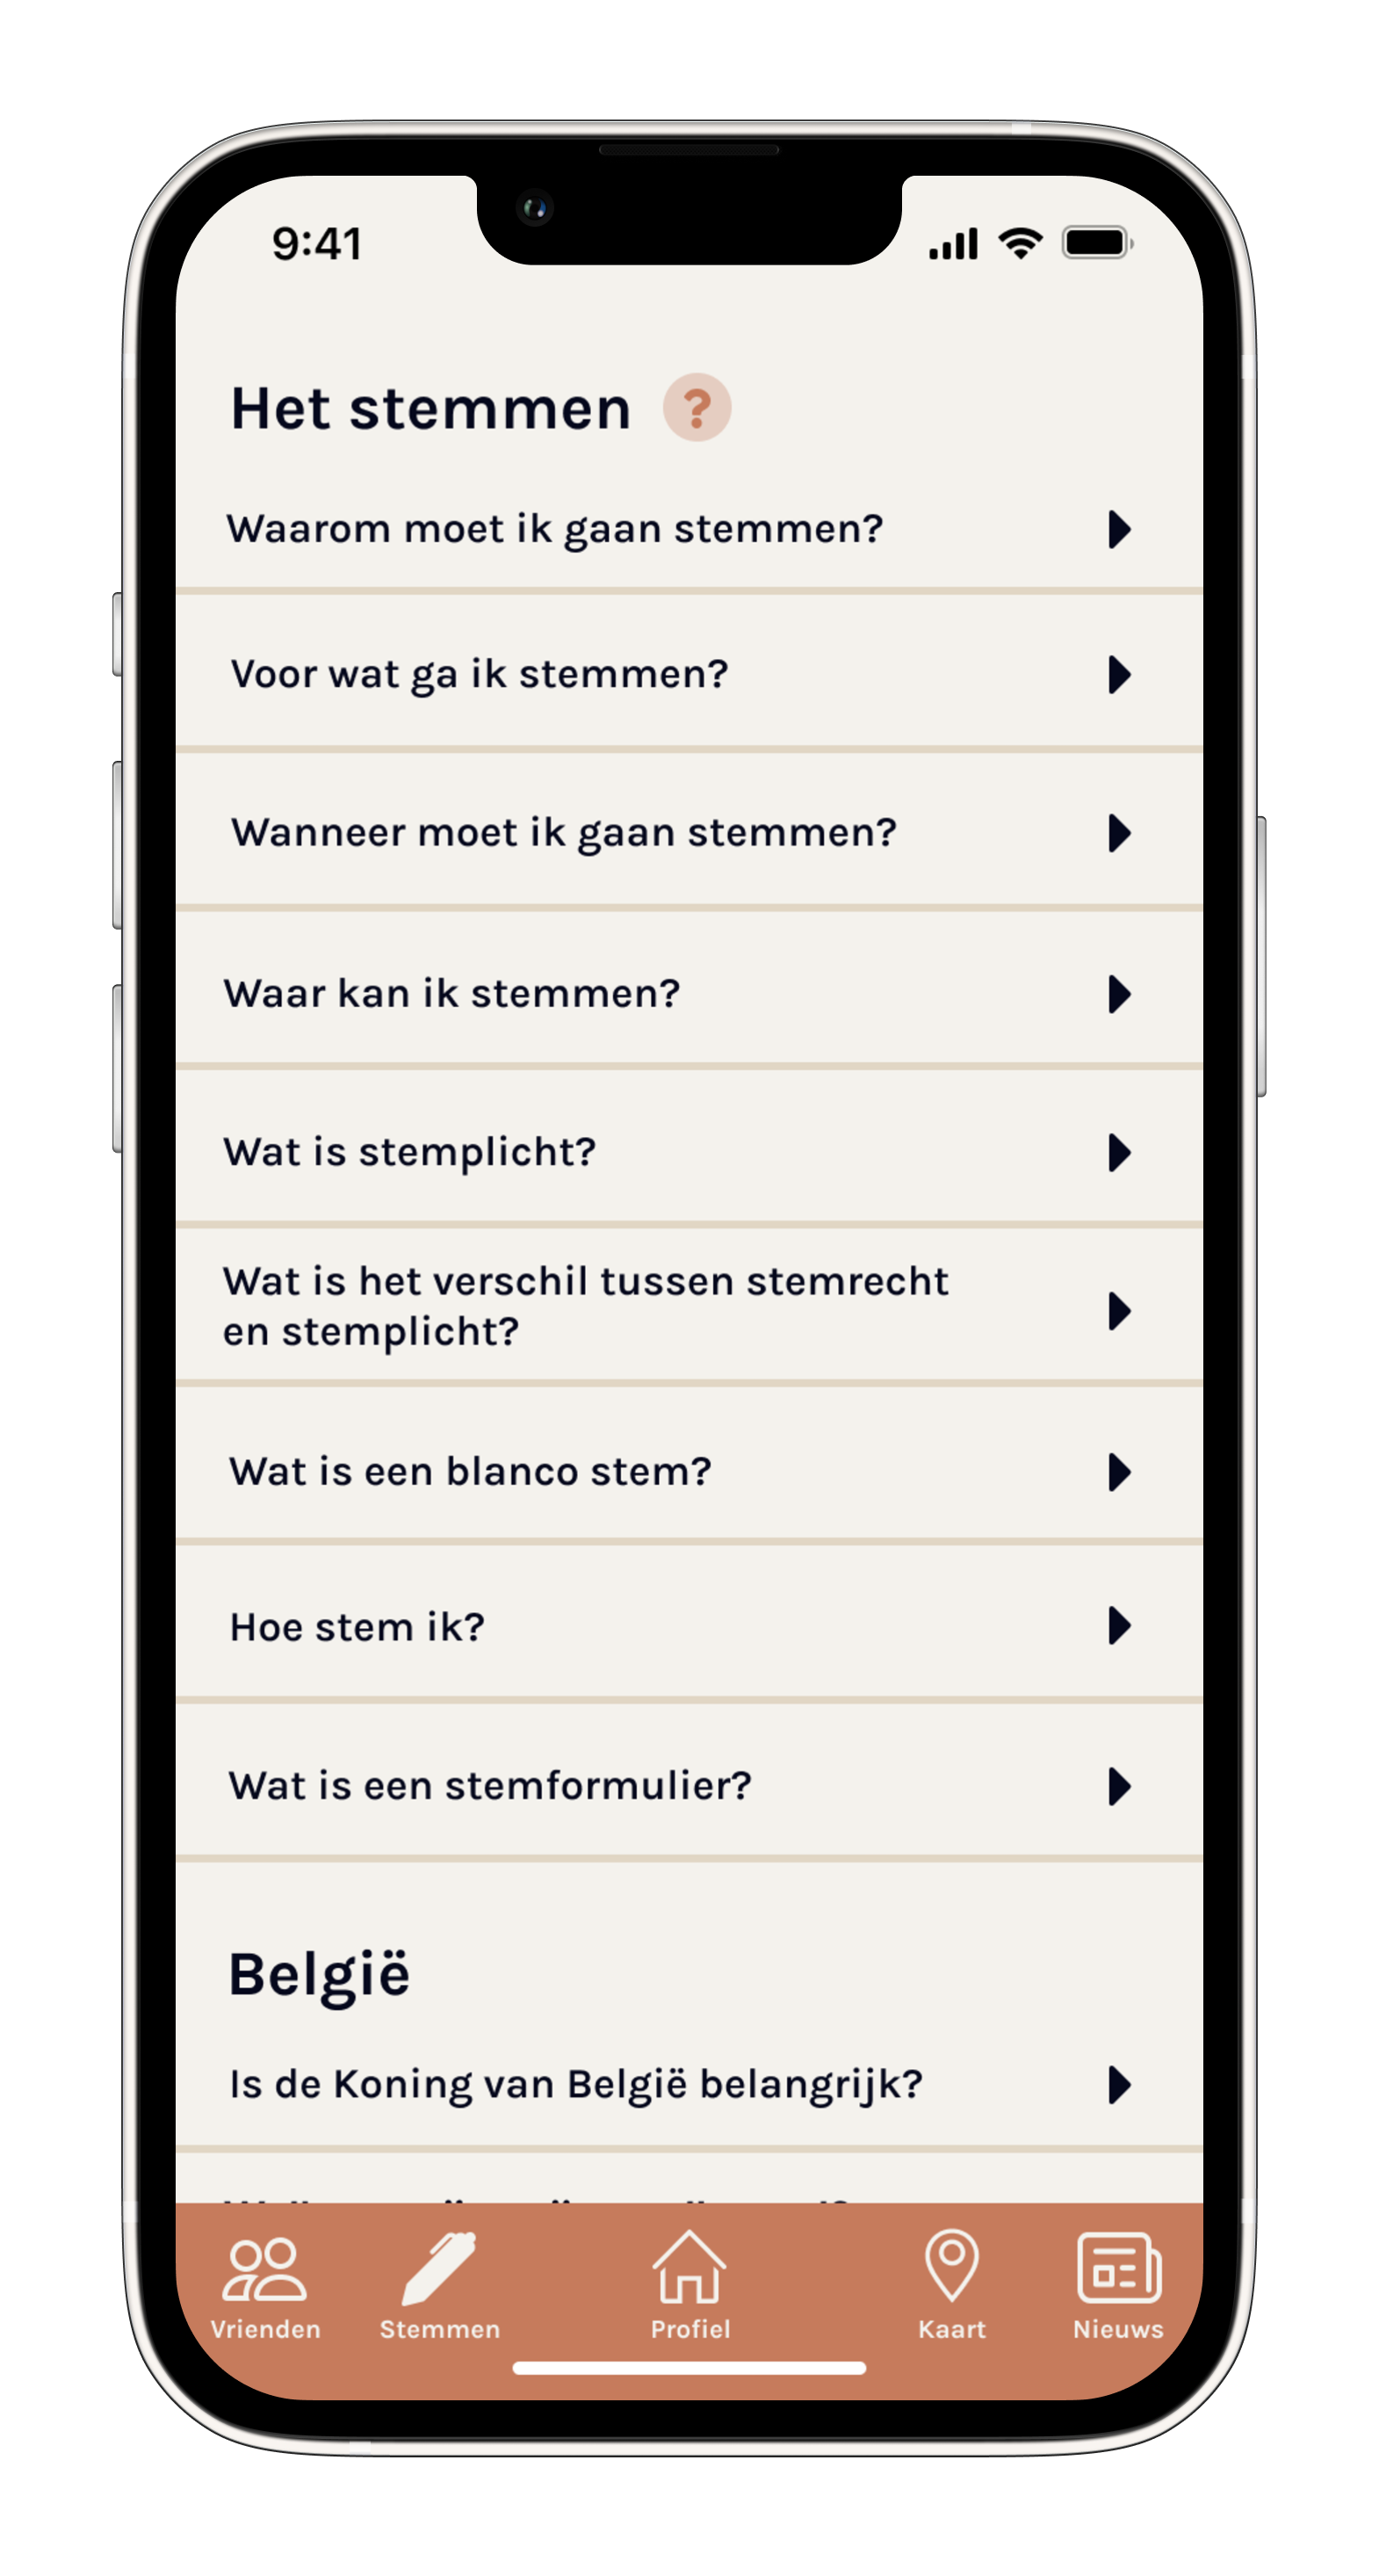 9:41
Het stemmen ?
Waarom moet ik gaan stemmen?
Voor wat ga ik stemmen?
Wanneer moet ik gaan stemmen?
Waar kan ik stemmen?
Wat is stemplicht?
Wat is het verschil tussen stemrecht
en stemplicht?
Wat is een blanco stem?
Hoe stem ik?
Wat is een stemformulier?
België
Is de Koning van België belangrijk?
Vrienden Stemmen Profiel Kaart Nieuws